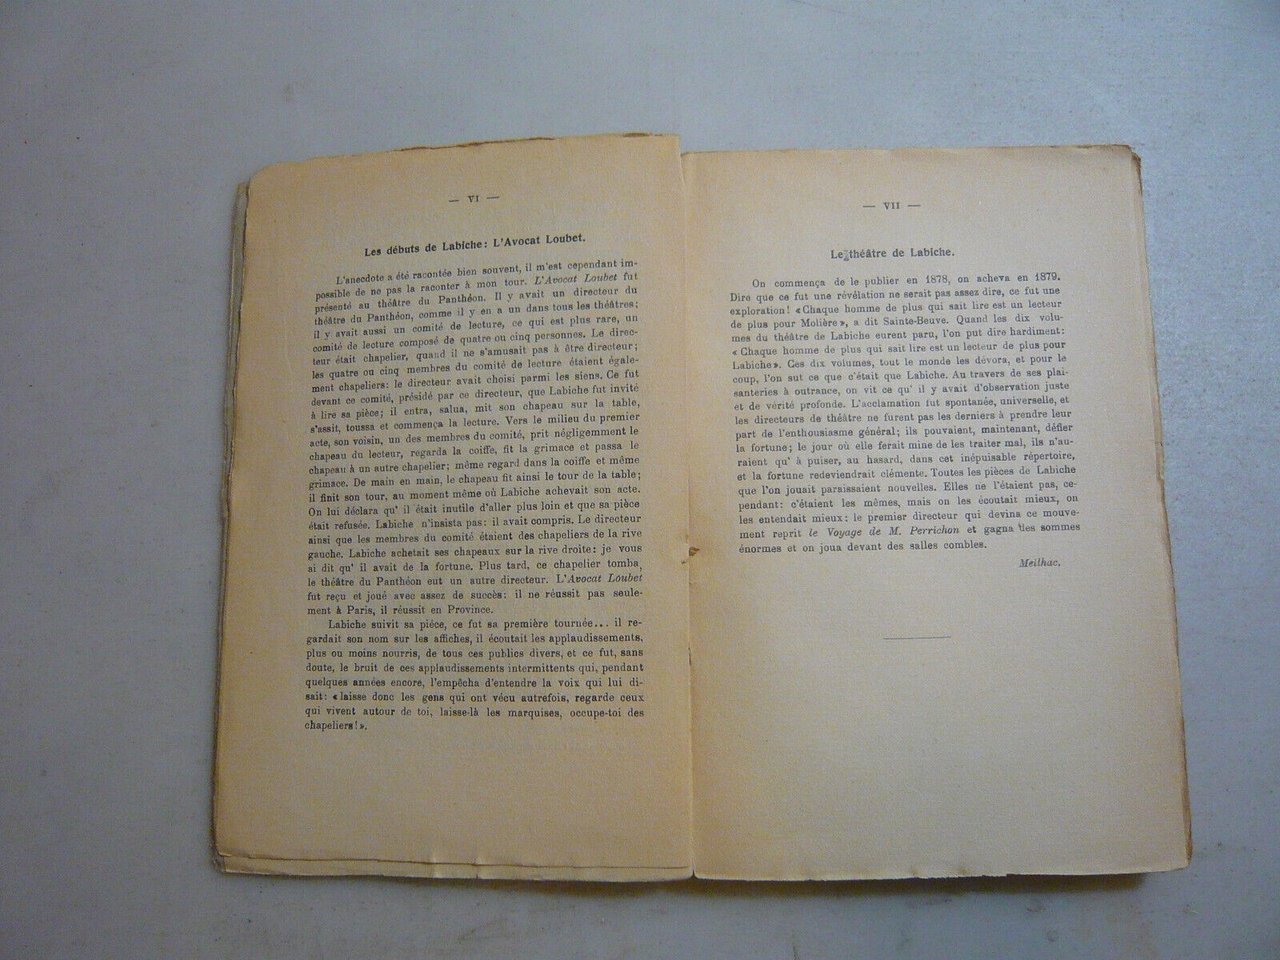 — VI —
Les débuts de Labiche: L'Avocat Loubet.
L'anecdote a été racontée bien souvent, il m'est cependant im-
possible de ne pas la raconter à mon tour. L'Avocat Loubet fut
présenté au théâtre du Panthéon. Il y avait un directeur du
théâtre du Panthéon, comme il y en a un dans tous les théâtres;
il y avait aussi un comité de lecture, ce qui est plus rare, un
comité de lecture composé de quatre ou cinq personnes. Le direc-
teur était chapelier, quand il ne s'amusait pas à être directeur;
les quatre ou cinq membres du comité de lecture étaient égale-
ment chapeliers: le directeur avait choisi parmi les siens. Ce fut
devant ce comité, présidé par ce directeur, que Labiche fut invité
à lire sa pièce; il entra, salua, mit son chapeau sur la table,
s'assit, toussa et commença la lecture. Vers le milieu du premier
acte, son voisin, un des membres du comité, prit négligemment le
chapeau du lecteur, regarda la coiffe, fit la grimace et passa le
chapeau à un autre chapelier; même regard dans la coiffe et même
grimace. De main en main, le chapeau fit ainsi le tour de la table;
il finit son tour, au moment même où Labiche achevait son acte.
On lui déclara qu' il était inutile d'aller plus loin et que sa pièce
était refusée. Labiche n'insista pas: il avait compris. Le directeur
ainsi que les membres du comité étaient des chapeliers de la rive
gauche. Labiche achetait ses chapeaux sur la rive droite: je vous
ai dit qu' il avait de la fortune. Plus tard, ce chapelier tomba,
le théâtre du Panthéon eut un autre directeur. L'Avocat Loubet
fut reçu et joué avec assez de succès: il ne réussit pas seule-
ment à Paris, il réussit en Province.
Labiche suivit sa piéce, ce fut sa première tournée... il re-
gardait son nom sur les affiches, il écoutait les applaudissements,
plus ou moins nourris, de tous ces publics divers, et ce fut, sans
doute, le bruit de ces applaudissements intermittents qui, pendant
quelques années encore, l'empêcha d'entendre la voix qui lui di-
sait: «laisse donc les gens qui ont vécu autrefois, regarde ceux
qui vivent autour de toi, laisse-là les marquises, occupe-toi des
chapeliers!».
— VII —
Le théâtre de Labiche.
On commença de le publier en 1878, on acheva en 1879.
Dire que ce fut une révélation ne serait pas assez dire, ce fut une
exploration! «Chaque homme de plus qui sait lire est un lecteur
de plus pour Molière», a dit Sainte-Beuve. Quand les dix volu-
mes du théâtre de Labiche eurent paru, l'on put dire hardiment:
«Chaque homme de plus qui sait lire est un lecteur de plus pour
Labiche». Ces dix volumes, tout le monde les dévora, et pour le
coup, l'on sut ce que c'était que Labiche. Au travers de ses plai-
santeries à outrance, on vit ce qu' il y avait d'observation juste
et de vérité profonde. L'acclamation fut spontanée, universelle, et
les directeurs de théâtre ne furent pas les derniers à prendre leur
part de l'enthousiasme général; ils pouvaient, maintenant, défier
la fortune; le jour où elle ferait mine de les traiter mal, ils n'au-
raient qu' à puiser, au hasard, dans cet inépuisable répertoire,
et la fortune redeviendrait clémente. Toutes les pièces de Labiche
que l'on jouait paraissaient nouvelles. Elles ne l'étaient pas, ce-
pendant: c'étaient les mêmes, mais on les écoutait mieux, on
les entendait mieux: le premier directeur qui devina ce mouve-
ment reprit le Voyage de M. Perrichon et gagna des sommes
énormes et on joua devant des salles combles.
Meilhac.